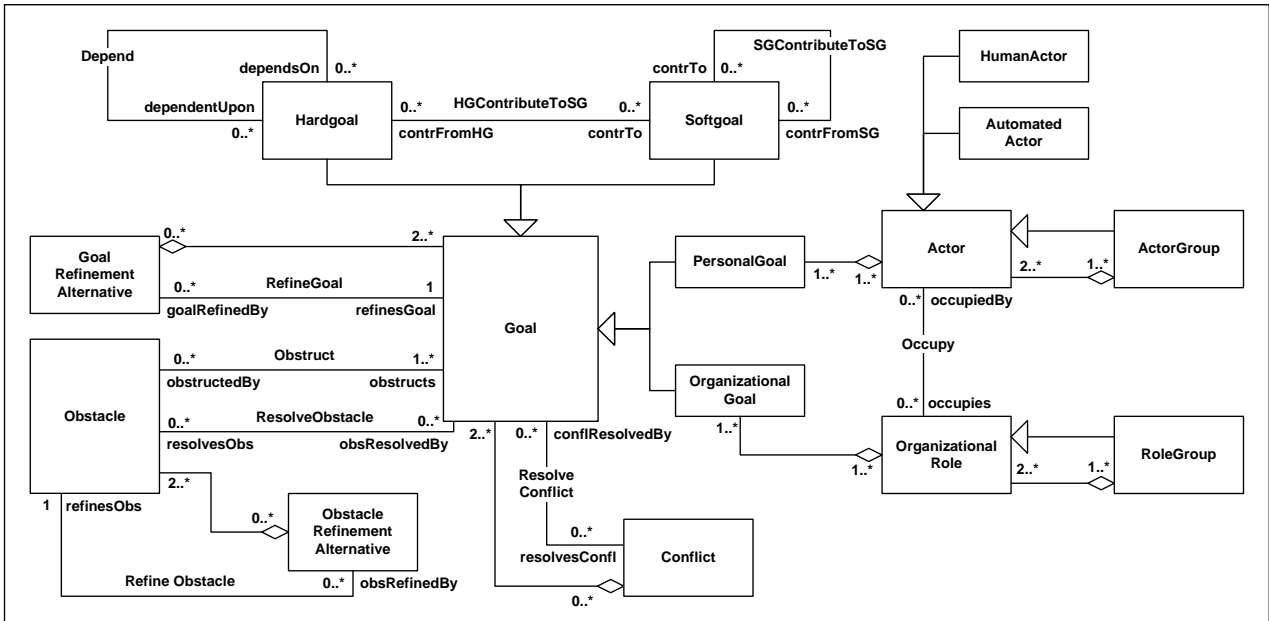 Depend
dependsOn
0..*
dependentUpon
0..*
Hardgoal
0..*
contrFromHG
HGContributeToSG
0..*
contrTo
contrTo
0..*
SGContributeToSG
Softgoal
0..*
contrFromSG
HumanActor
Automated
Actor
Goal
Refinement
Alternative
0..*
2..*
0..*
RefineGoal
1
goalRefinedBy
refinesGoal
Goal
PersonalGoal
1..*
1..*
Actor
2..*
1..*
ActorGroup
0..*
occupiedBy
Occupy
0..*
occupies
Obstacle
0..*
Obstruct
1..*
obstructedBy
obstructs
0..*
ResolveObstacle
0..*
resolvesObs
obsResolvedBy
Organizational
Goal
1..*
1..*
Organizational
Role
2..*
1..*
RoleGroup
2..*
0..*
conflResolvedBy
Resolve
Conflict
0..*
resolvesConfl
0..*
Conflict
1
refinesObs
2..*
0..*
Obstacle
Refinement
Alternative
Refine Obstacle
0..*
obsRefinedBy